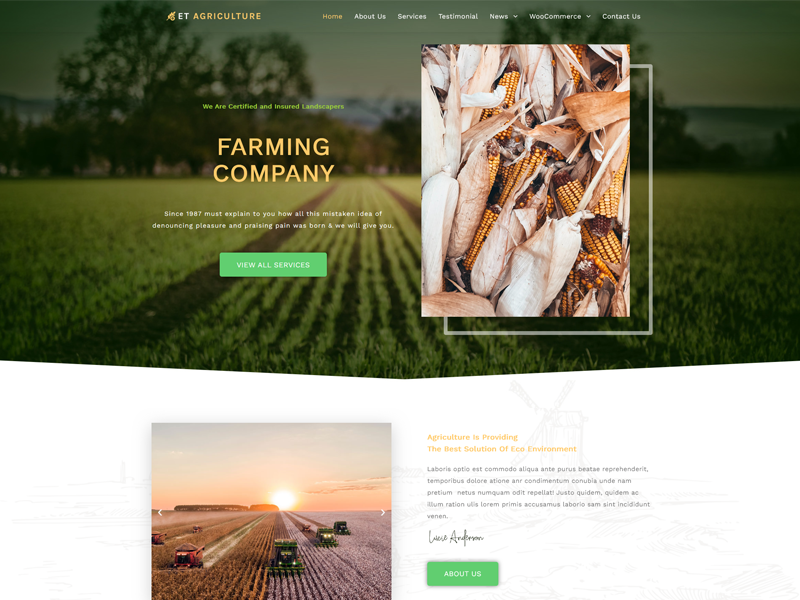 ET AGRICULTURE
Home About Us Services Testimonial News WooCommerce Contact Us
We Are Certified and Insured Landscapers
FARMING
COMPANY
Since 1987 must explain to you how all this mistaken idea of
denouncing pleasure and praising pain was born & we will give you.
VIEW ALL SERVICES
Agriculture Is Providing
The Best Solution Of Eco Environment
Laboris optio est commodo aliqua ante purus beatae reprehenderit,
temporibus dolore atione anr condimentum conubia unde nam
pretium netus numquam odit repellat! Justo quidem, quidem ac
illum ration ulis lorem primis accusamus laborio sam sint incididunt
venen.
Lucie Anderson
ABOUT US